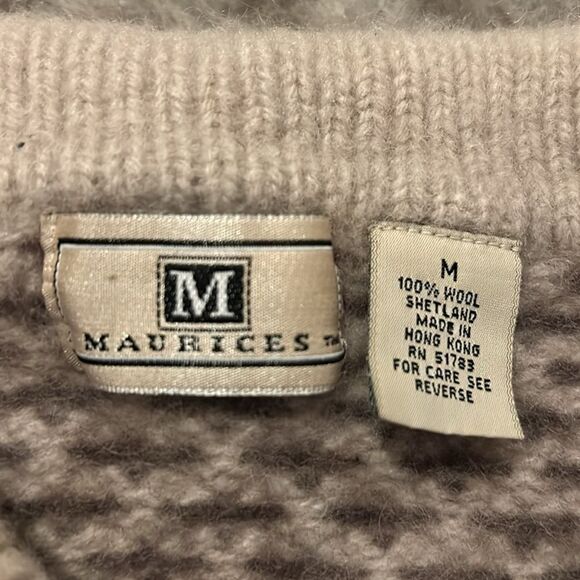 M
MAURICES TM
M
100% WOOL
SHETLAND
MADE IN
HONG KONG
RN 51783
FOR CARE SEE
REVERSE